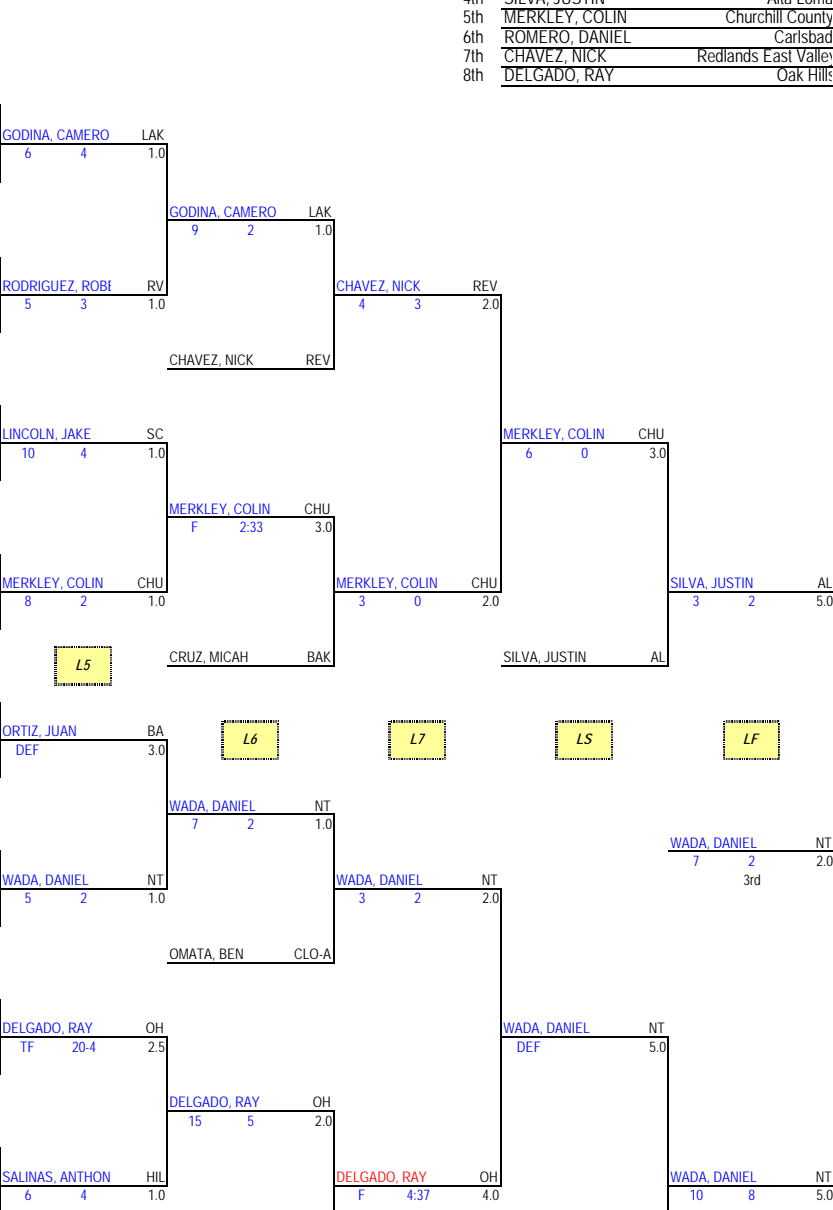 4th SILVA, JUSTIN Alta Loma
5th MERKLEY, COLIN Churchill County
6th ROMERO, DANIEL Carlsbad
7th CHAVEZ, NICK Redlands East Valley
8th DELGADO, RAY Oak Hills
GODINA, CAMERO LAK
6 4 1.0
GODINA, CAMERO LAK
9 2 1.0
RODRIGUEZ, ROBE RV
5 3 1.0
CHAVEZ, NICK REV
4 3 2.0
CHAVEZ, NICK REV
LINCOLN, JAKE SC
10 4 1.0
MERKLEY, COLIN CHU
6 0 3.0
MERKLEY, COLIN CHU
F 2:33 3.0
MERKLEY, COLIN CHU
8 2 1.0
MERKLEY, COLIN CHU
3 0 2.0
SILVA, JUSTIN AL
3 2 5.0
CRUZ, MICAH BAK
SILVA, JUSTIN AL
L5
ORTIZ, JUAN BA
DEF 3.0
L6
L7
LS
LF
WADA, DANIEL NT
7 2 1.0
WADA, DANIEL NT
7 2 2.0
3rd
WADA, DANIEL NT
5 2 1.0
WADA, DANIEL NT
3 2 2.0
OMATA, BEN CLO-A
DELGADO, RAY OH
TF 20-4 2.5
WADA, DANIEL NT
DEF 5.0
DELGADO, RAY OH
15 5 2.0
SALINAS, ANTHON HIL
6 4 1.0
DELGADO, RAY OH
F 4:37 4.0
WADA, DANIEL NT
10 8 5.0